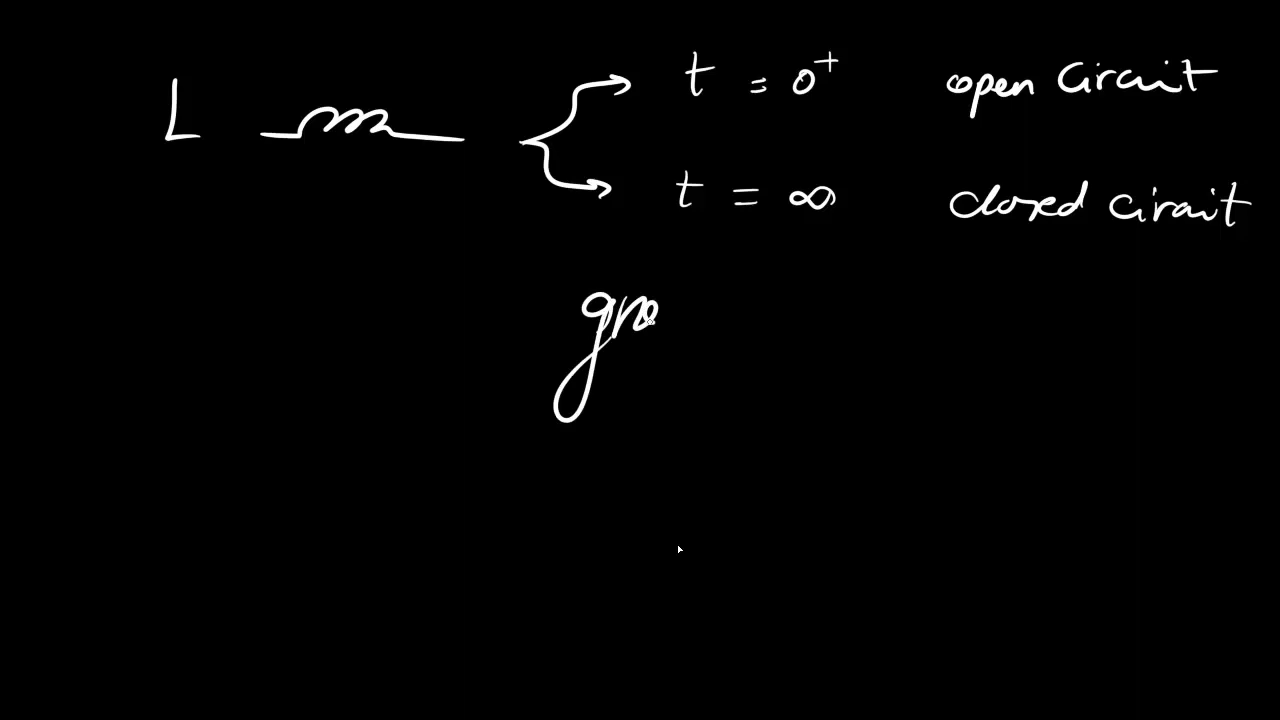 L t = 0+ open circuit
t = ∞ closed circuit